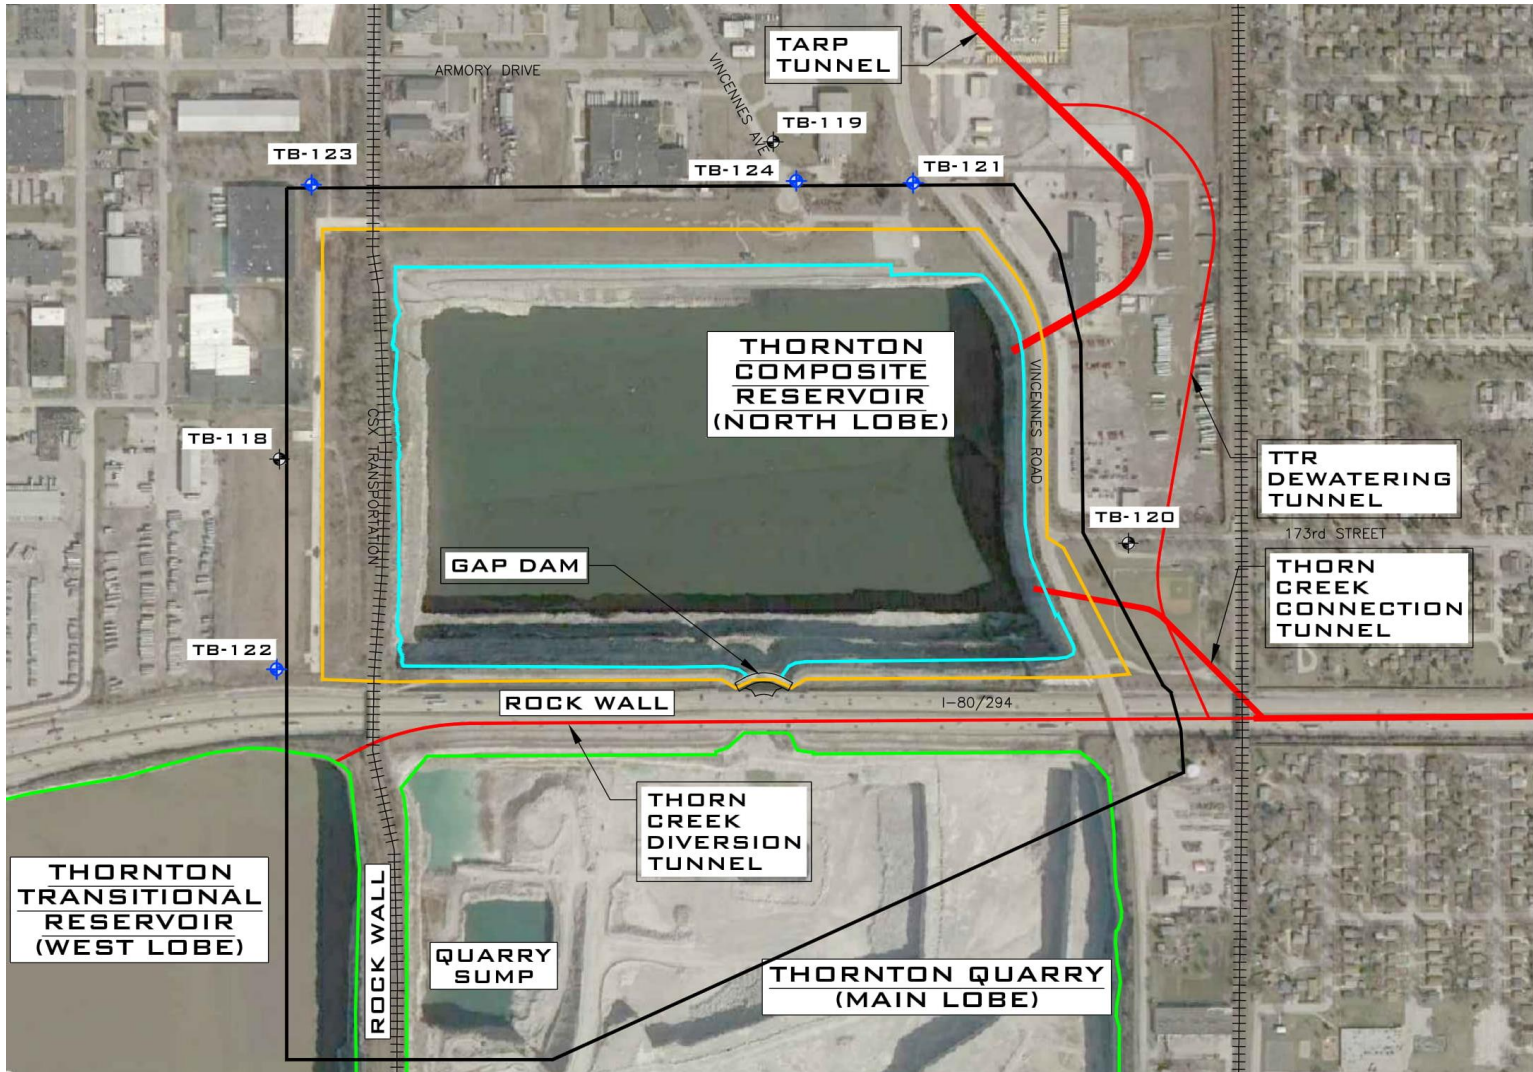 TARP
TUNNEL
ARMORY DRIVE
VINCENNES AVE
TB-119
TB-123
TB-124
TB-121
THORNTON
COMPOSITE
RESERVOIR
(NORTH LOBE)
VINCENNES ROAD
CSX TRANSPORTATION
TB-118
TTR
DEWATERING
TUNNEL
TB-120
173rd STREET
GAP DAM
THORN
CREEK
CONNECTION
TUNNEL
TB-122
ROCK WALL
I-80/294
THORN
CREEK
DIVERSION
TUNNEL
THORNTON
TRANSITIONAL
RESERVOIR
(WEST LOBE)
ROCK WALL
QUARRY
SUMP
THORNTON QUARRY
(MAIN LOBE)